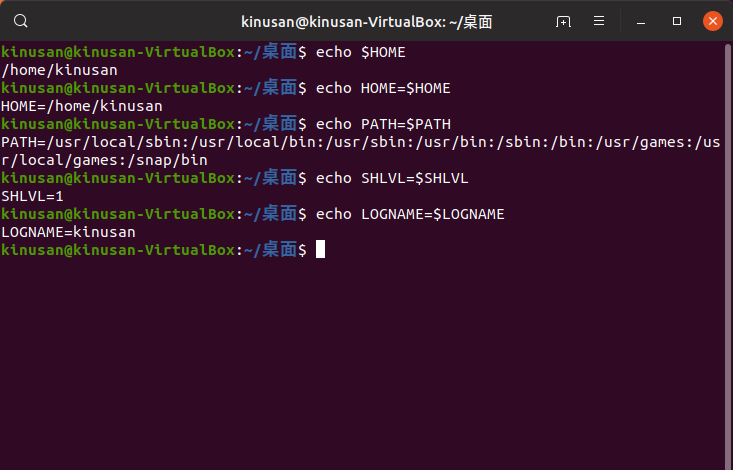 kinusan@kinusan-VirtualBox: ~/桌面
kinusan@kinusan-VirtualBox:~/桌面$ echo $HOME
/home/kinusan
kinusan@kinusan-VirtualBox:~/桌面$ echo HOME=$HOME
HOME=/home/kinusan
kinusan@kinusan-VirtualBox:~/桌面$ echo PATH=$PATH
PATH=/usr/local/sbin:/usr/local/bin:/usr/sbin:/usr/bin:/sbin:/bin:/usr/games:/us
r/local/games:/snap/bin
kinusan@kinusan-VirtualBox:~/桌面$ echo SHLVL=$SHLVL
SHLVL=1
kinusan@kinusan-VirtualBox:~/桌面$ echo LOGNAME=$LOGNAME
LOGNAME=kinusan
kinusan@kinusan-VirtualBox:~/桌面$